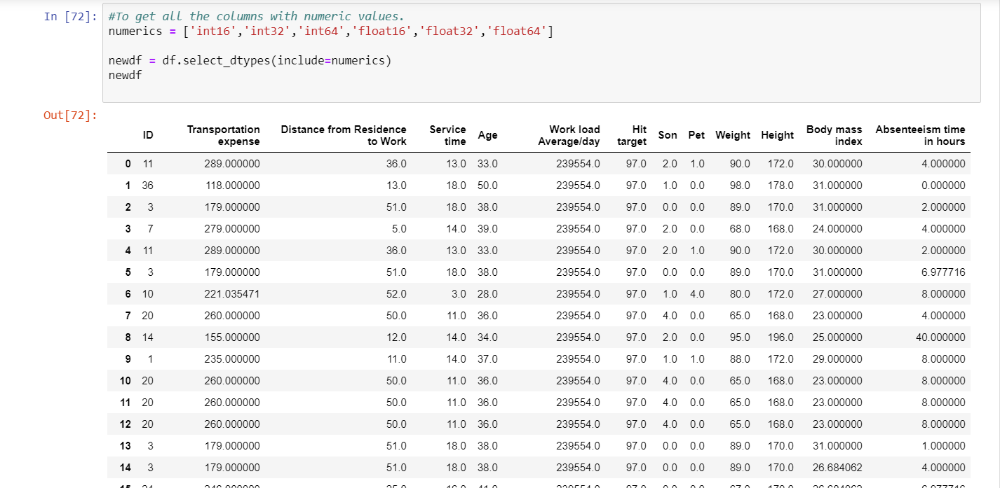 In [72]: #To get all the columns with numeric values.
numerics = ['int16','int32','int64','float16','float32','float64']
newdf = df.select_dtypes(include=numerics)
newdf
Out[72]:
ID Transportation expense Distance from Residence to Work Service time Age Work load Average/day Hit target Son Pet Weight Height Body mass index Absenteeism time in hours
0 11 289.000000 36.0 13.0 33.0 239554.0 97.0 2.0 1.0 90.0 172.0 30.000000 4.000000
1 36 118.000000 13.0 18.0 50.0 239554.0 97.0 1.0 0.0 98.0 178.0 31.000000 0.000000
2 3 179.000000 51.0 18.0 38.0 239554.0 97.0 0.0 0.0 89.0 170.0 31.000000 2.000000
3 7 279.000000 5.0 14.0 39.0 239554.0 97.0 2.0 0.0 68.0 168.0 24.000000 4.000000
4 11 289.000000 36.0 13.0 33.0 239554.0 97.0 2.0 1.0 90.0 172.0 30.000000 2.000000
5 3 179.000000 51.0 18.0 38.0 239554.0 97.0 0.0 0.0 89.0 170.0 31.000000 6.977716
6 10 221.035471 52.0 3.0 28.0 239554.0 97.0 1.0 4.0 80.0 172.0 27.000000 8.000000
7 20 260.000000 50.0 11.0 36.0 239554.0 97.0 4.0 0.0 65.0 168.0 23.000000 4.000000
8 14 155.000000 12.0 14.0 34.0 239554.0 97.0 2.0 0.0 95.0 196.0 25.000000 40.000000
9 1 235.000000 11.0 14.0 37.0 239554.0 97.0 1.0 1.0 88.0 172.0 29.000000 8.000000
10 20 260.000000 50.0 11.0 36.0 239554.0 97.0 4.0 0.0 65.0 168.0 23.000000 8.000000
11 20 260.000000 50.0 11.0 36.0 239554.0 97.0 4.0 0.0 65.0 168.0 23.000000 8.000000
12 20 260.000000 50.0 11.0 36.0 239554.0 97.0 4.0 0.0 65.0 168.0 23.000000 8.000000
13 3 179.000000 51.0 18.0 38.0 239554.0 97.0 0.0 0.0 89.0 170.0 31.000000 1.000000
14 3 179.000000 51.0 18.0 38.0 239554.0 97.0 0.0 0.0 89.0 170.0 26.684062 4.000000